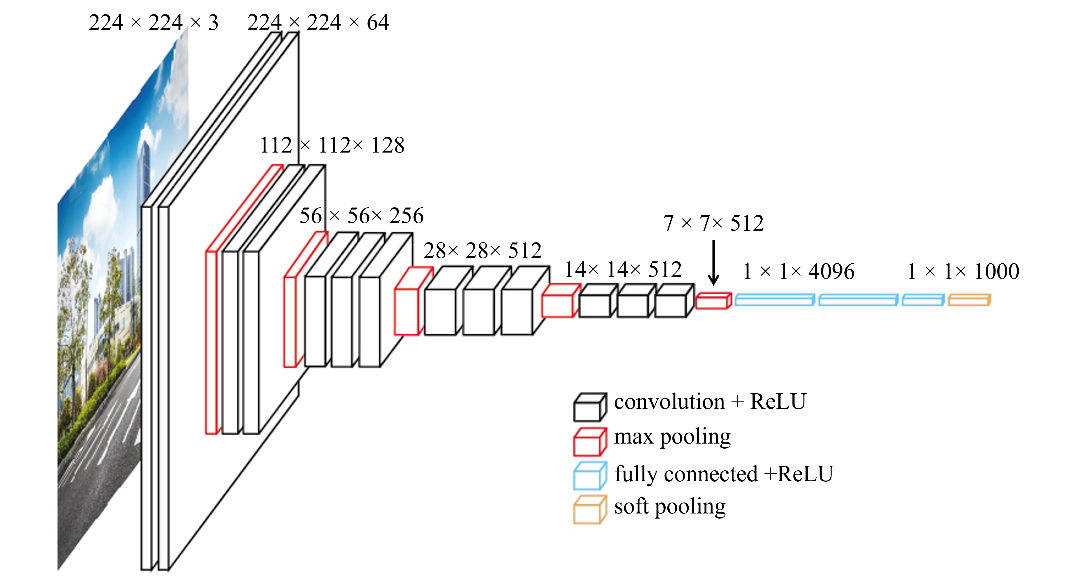 224 × 224 × 3
224 × 224 × 64
112 × 112× 128
56 × 56× 256
28× 28× 512
14× 14× 512
7 × 7× 512
1 × 1× 4096
1 × 1× 1000
convolution + ReLU
max pooling
fully connected +ReLU
soft pooling